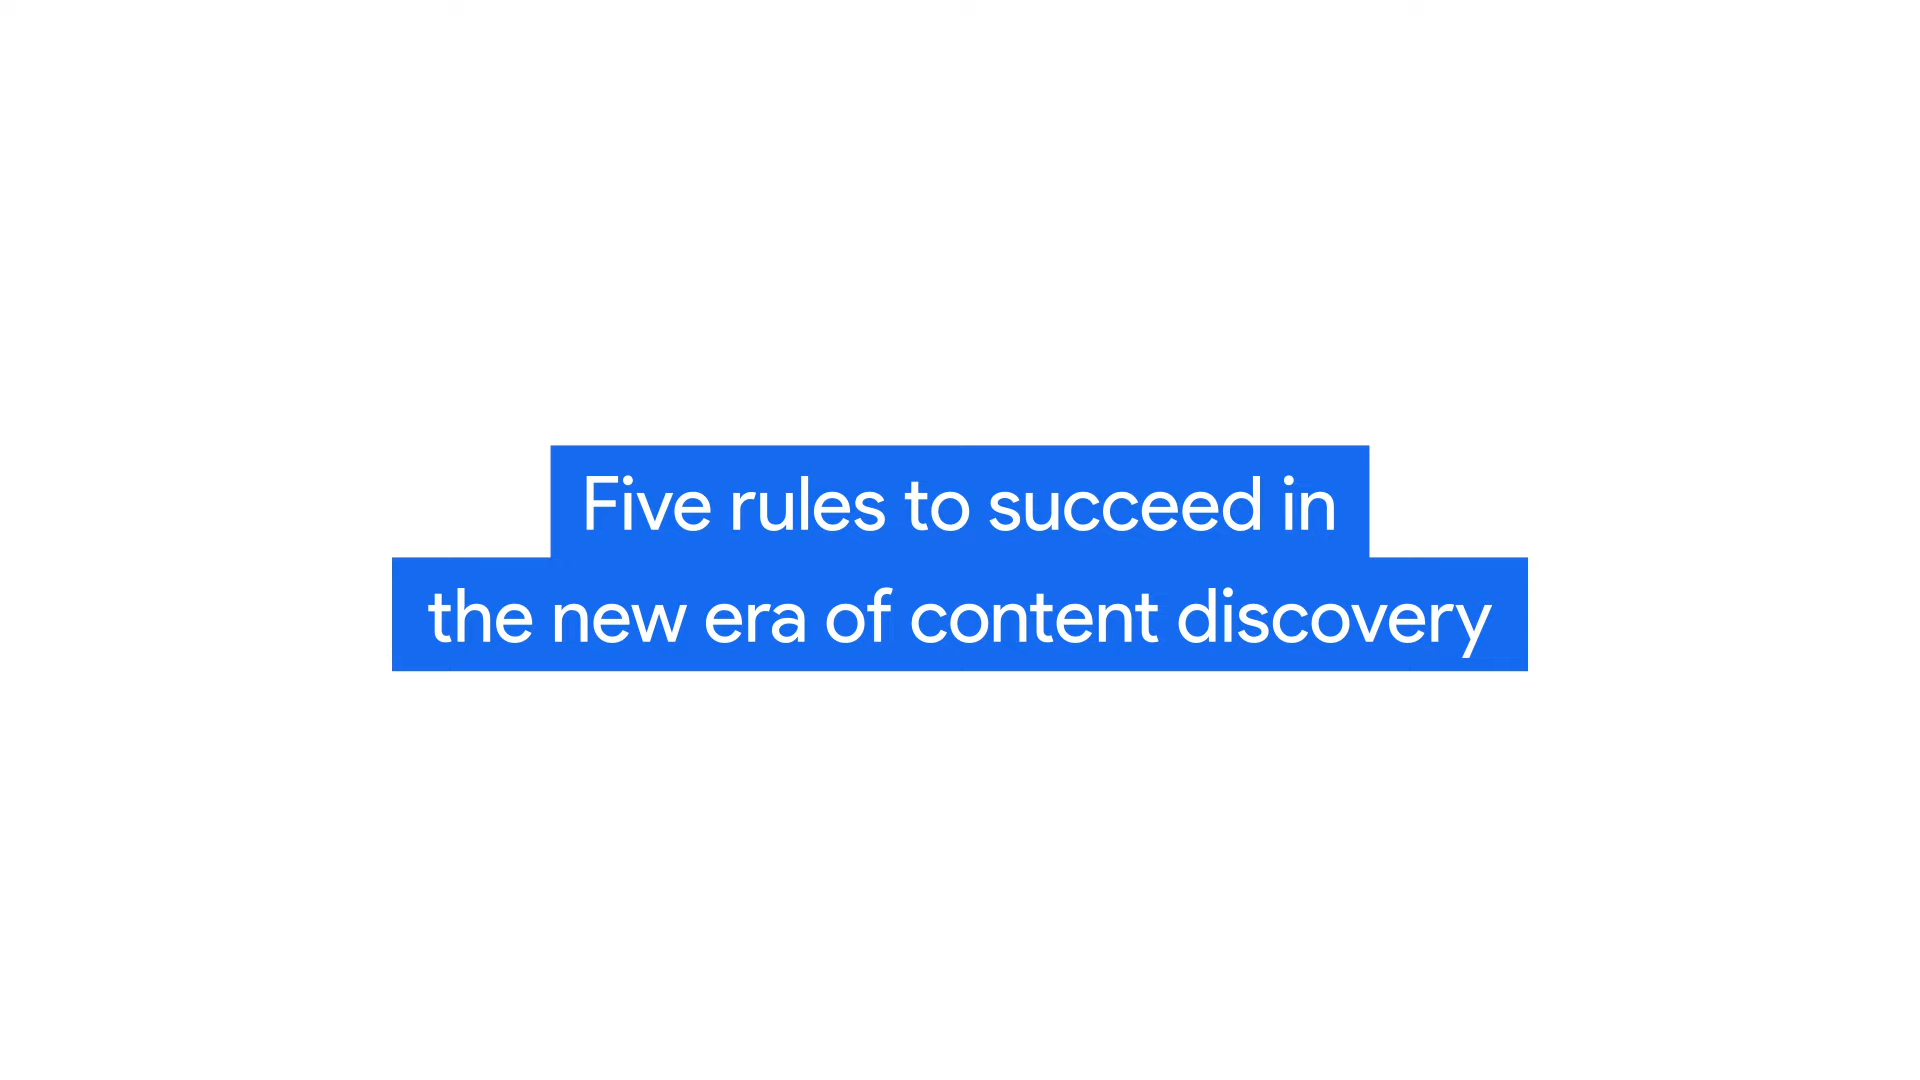 Five rules to succeed in
the new era of content discovery